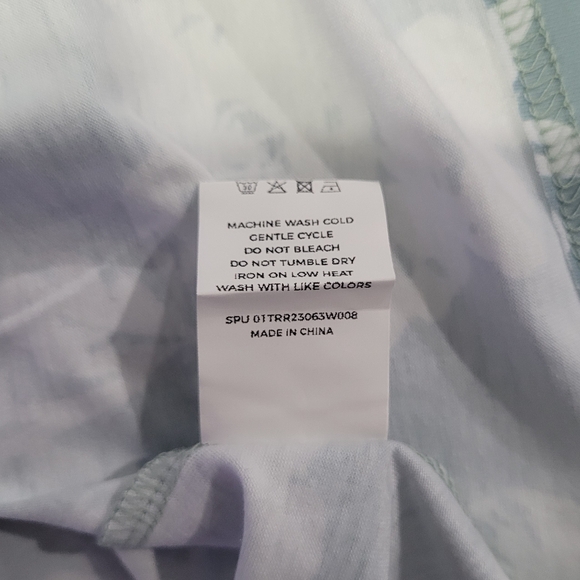 30
MACHINE WASH COLD
GENTLE CYCLE
DO NOT BLEACH
DO NOT TUMBLE DRY
IRON ON LOW HEAT
WASH WITH LIKE COLORS
SPU 01TRR23063W008
MADE IN CHINA